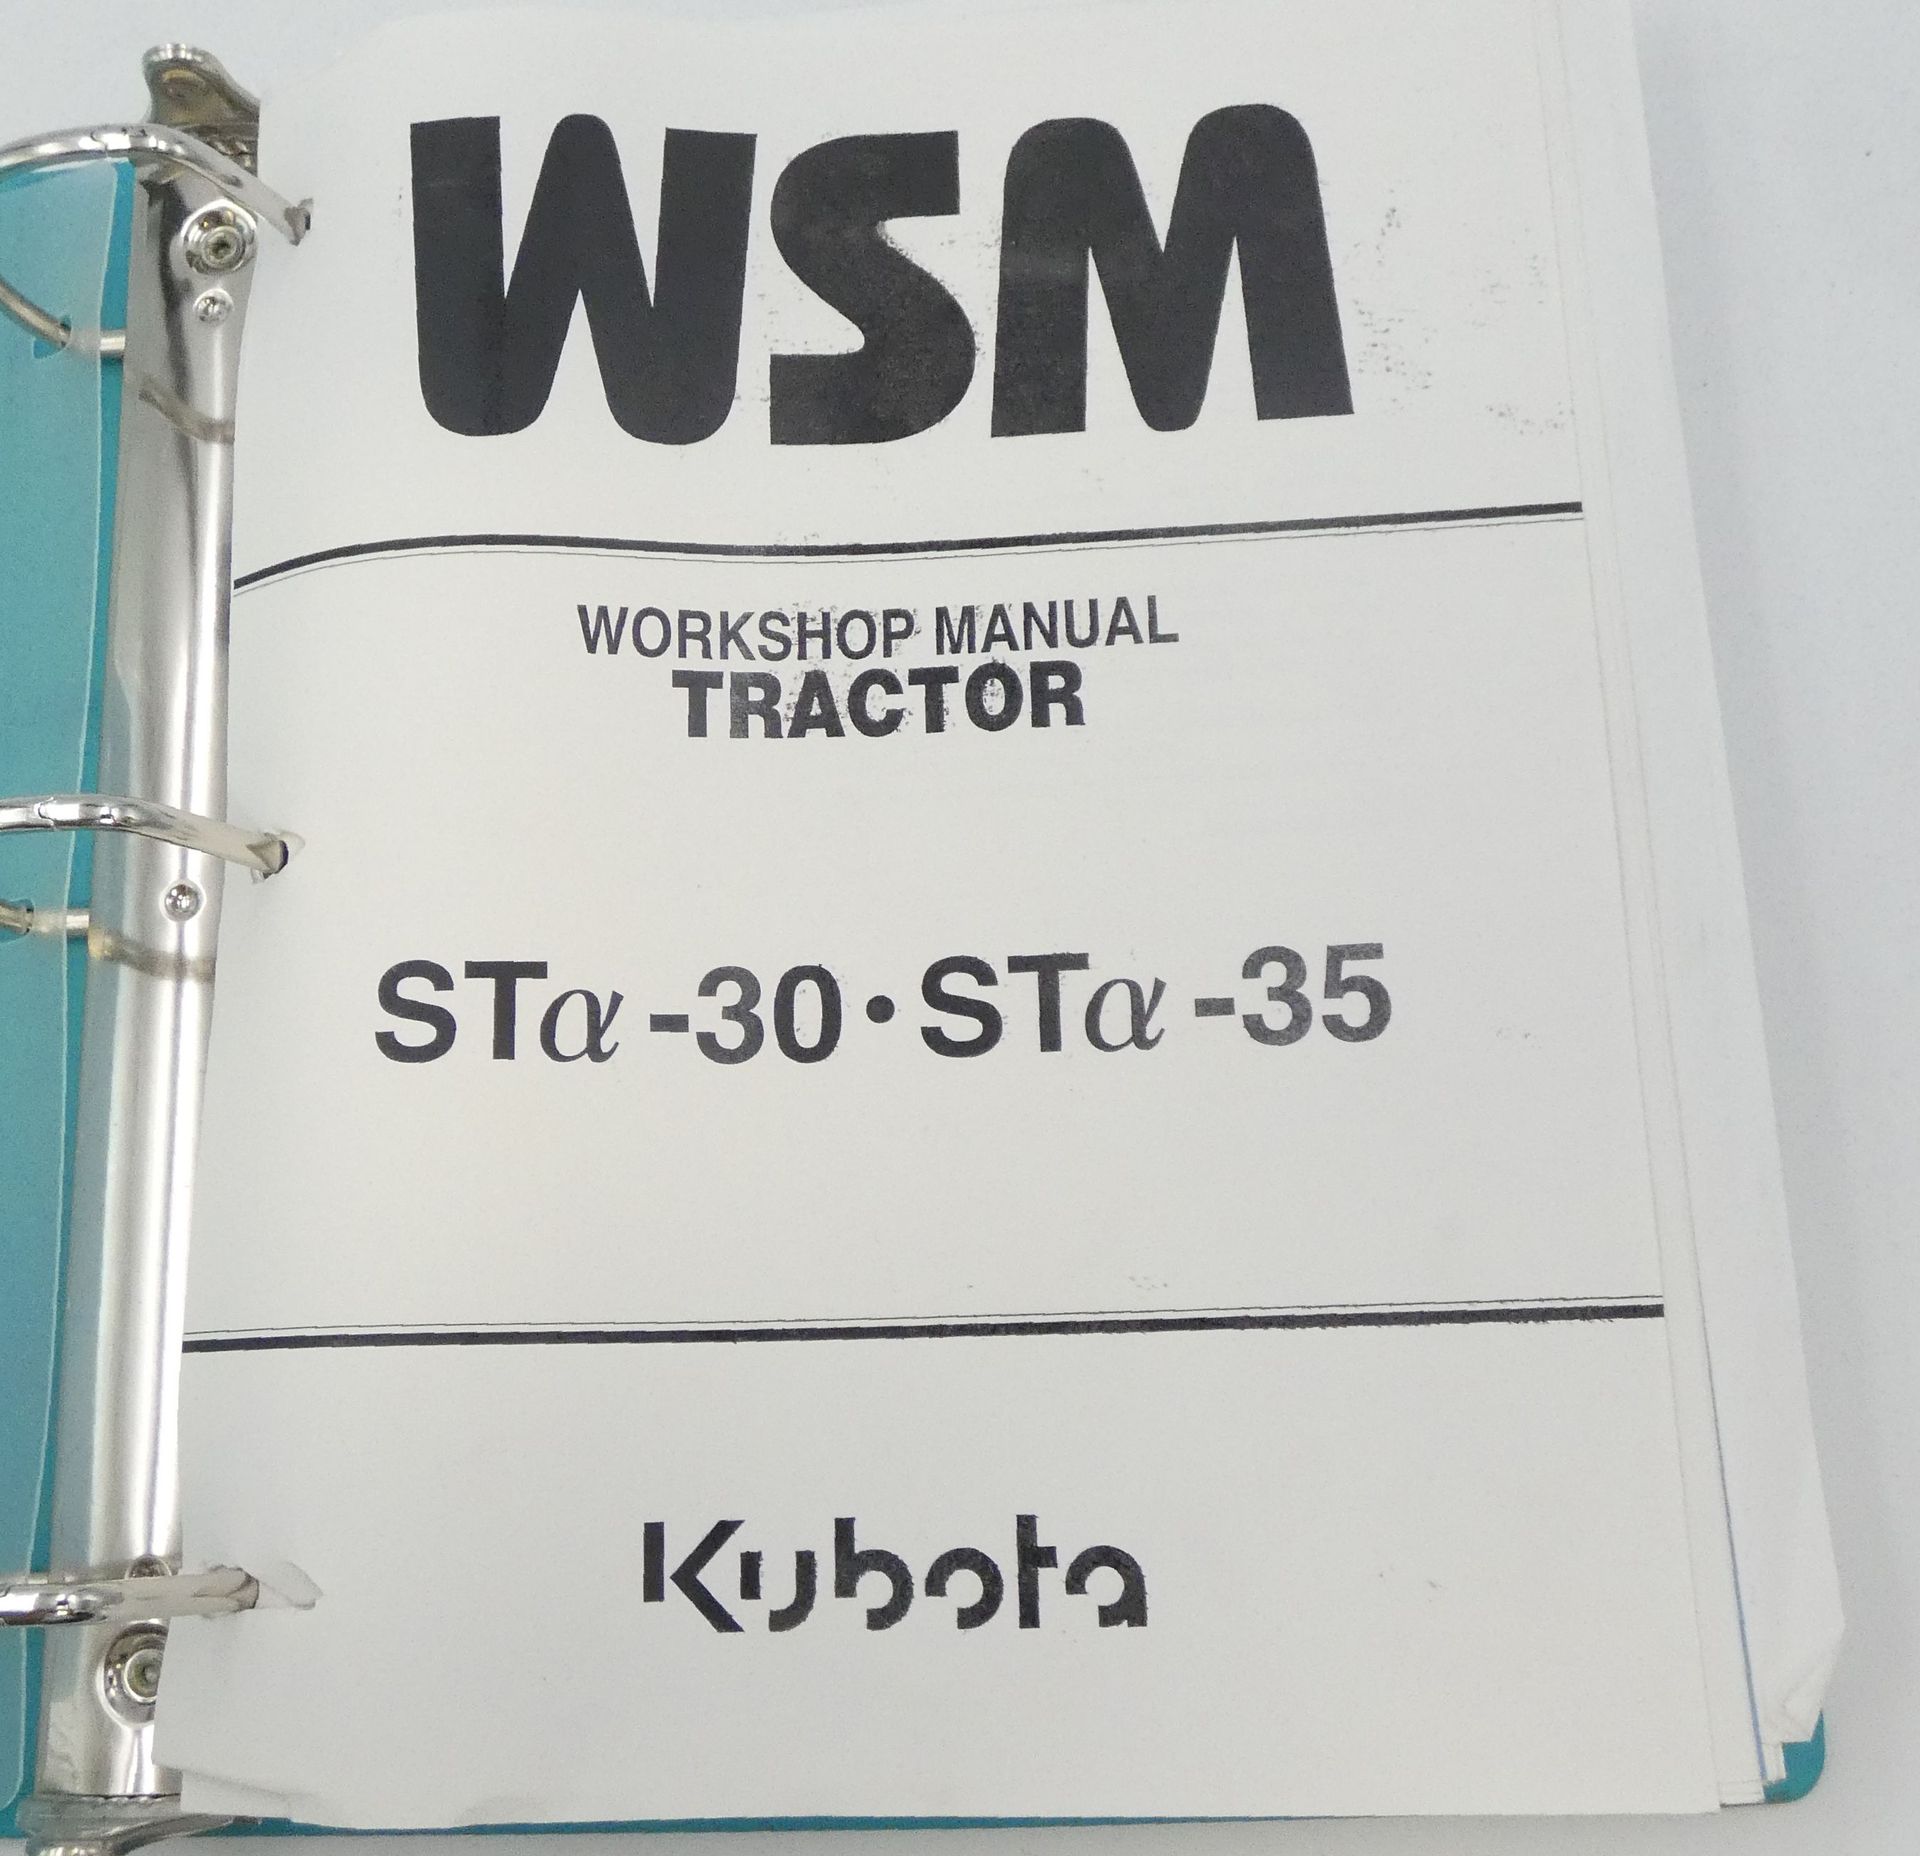 WSM
WORKSHOP MANUAL
TRACTOR
STα-30・STα-35
Kubota